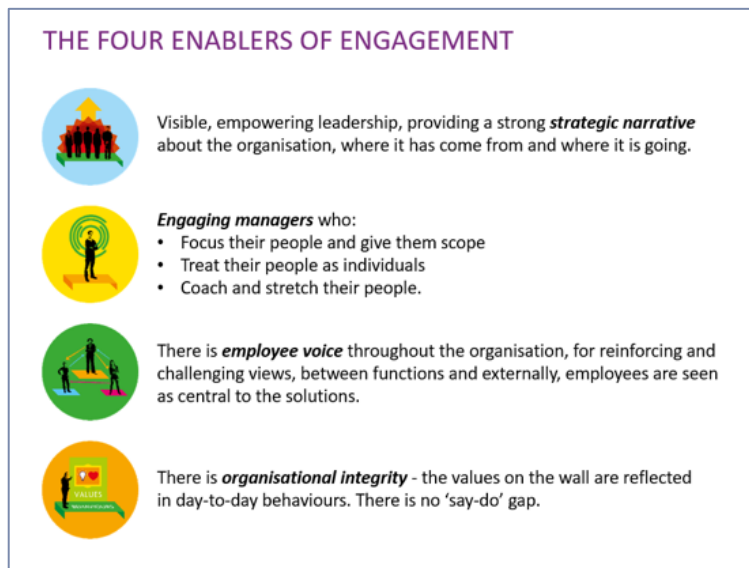 THE FOUR ENABLERS OF ENGAGEMENT
Visible, empowering leadership, providing a strong strategic narrative
about the organisation, where it has come from and where it is going.
Engaging managers who:
• Focus their people and give them scope
• Treat their people as individuals
• Coach and stretch their people.
There is employee voice throughout the organisation, for reinforcing and
challenging views, between functions and externally, employees are seen
as central to the solutions.
VALUES
There is organisational integrity - the values on the wall are reflected
in day-to-day behaviours. There is no ‘say-do’ gap.